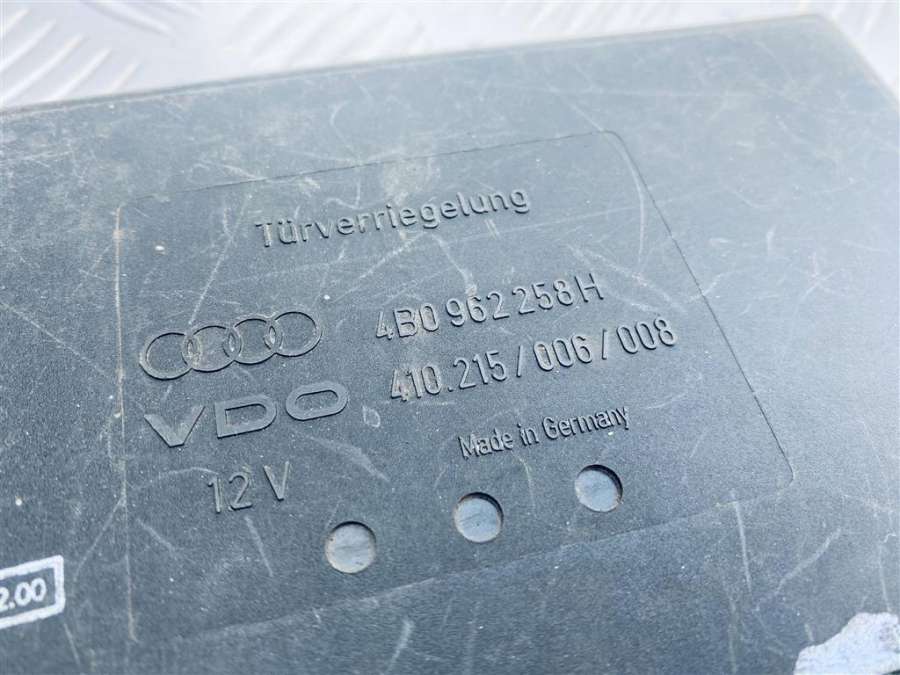 Türverriegelung
4B0 962 258 H
410.215/006/008
VDO
Made in Germany
12 V
2.00